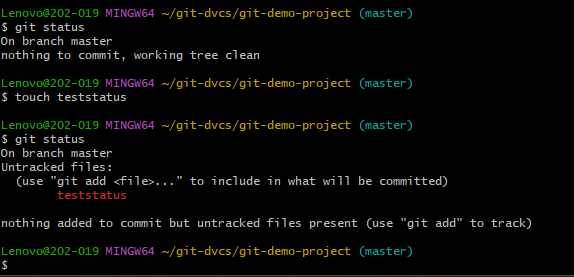 Lenovo@202-019 MINGW64 ~/git-dvcs/git-demo-project (master)
$ git status
On branch master
nothing to commit, working tree clean

Lenovo@202-019 MINGW64 ~/git-dvcs/git-demo-project (master)
$ touch teststatus

Lenovo@202-019 MINGW64 ~/git-dvcs/git-demo-project (master)
$ git status
On branch master
Untracked files:
  (use "git add <file>..." to include in what will be committed)
        teststatus

nothing added to commit but untracked files present (use "git add" to track)

Lenovo@202-019 MINGW64 ~/git-dvcs/git-demo-project (master)
$